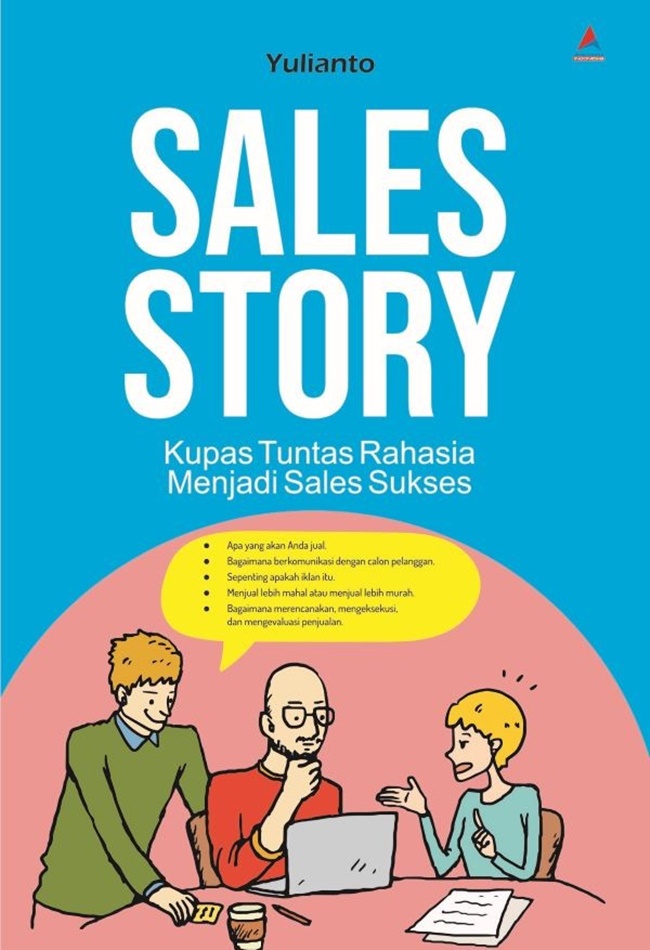 Yulianto
SALES
STORY
Kupas Tuntas Rahasia
Menjadi Sales Sukses
● Apa yang akan Anda jual.
● Bagaimana berkomunikasi dengan calon pelanggan.
● Sepenting apakah iklan itu.
● Menjual lebih mahal atau menjual lebih murah.
● Bagaimana merencanakan, mengeksekusi,
dan mengevaluasi penjualan.